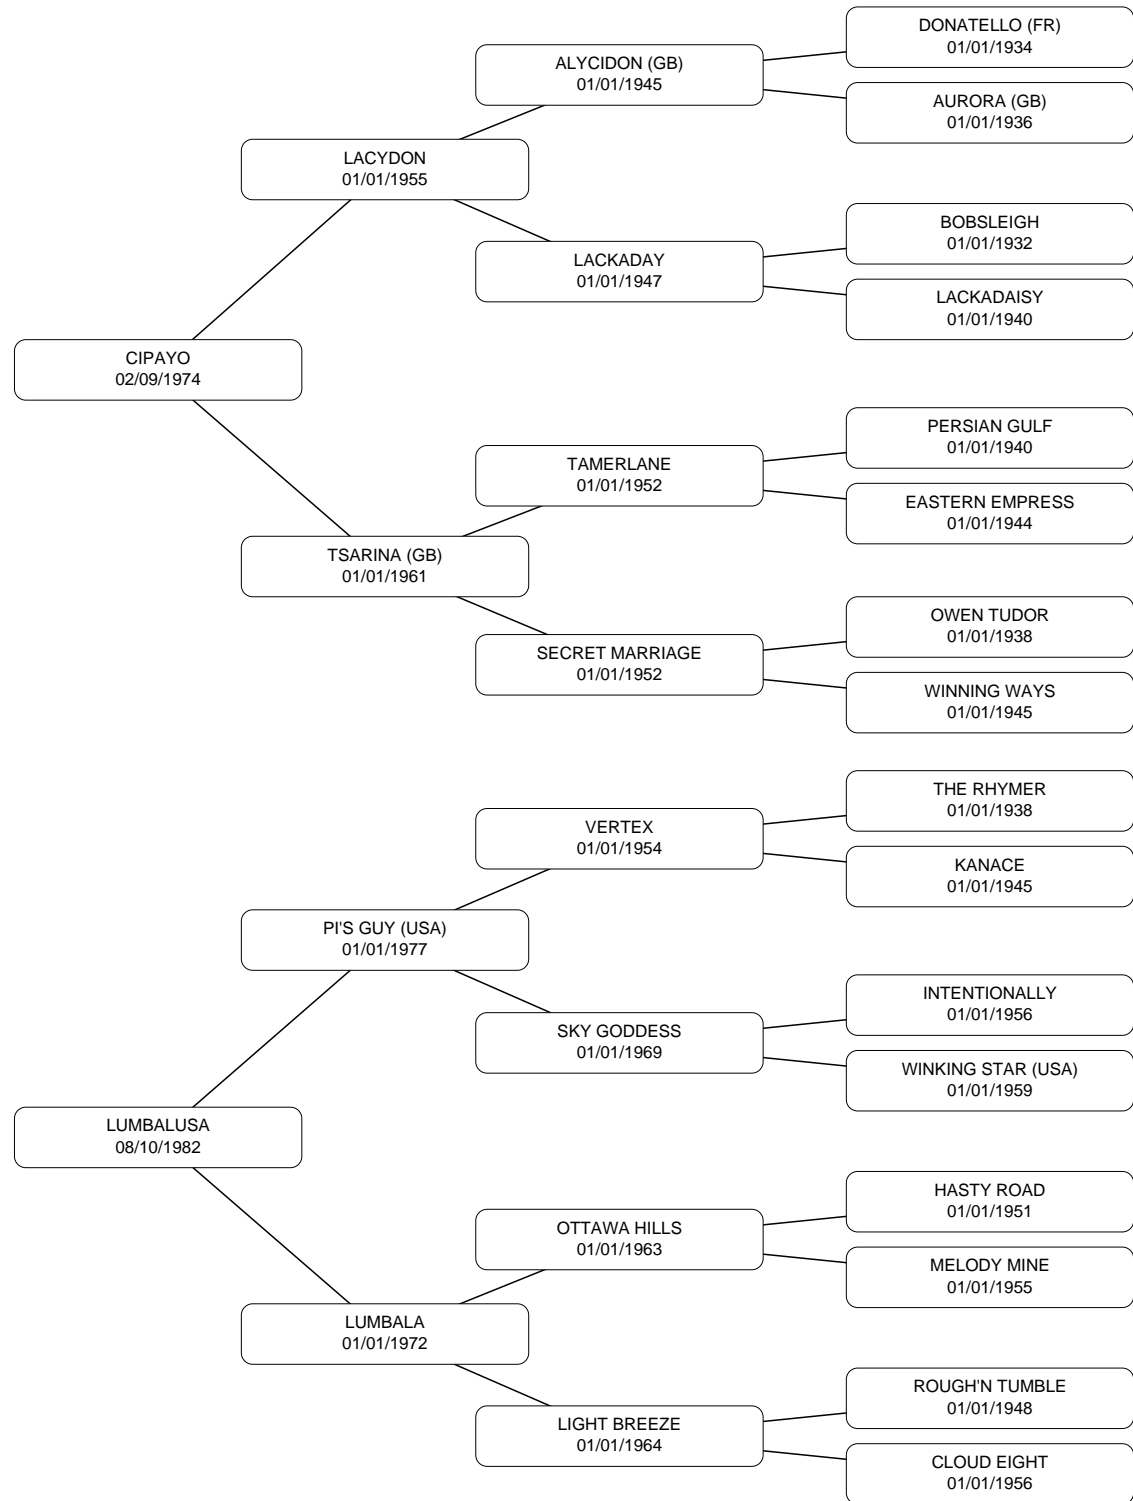 DONATELLO (FR)
01/01/1934
ALYCIDON (GB)
01/01/1945
AURORA (GB)
01/01/1936
LACYDON
01/01/1955
BOBSLEIGH
01/01/1932
LACKADAY
01/01/1947
LACKADAISY
01/01/1940
CIPAYO
02/09/1974
PERSIAN GULF
01/01/1940
TAMERLANE
01/01/1952
EASTERN EMPRESS
01/01/1944
TSARINA (GB)
01/01/1961
OWEN TUDOR
01/01/1938
SECRET MARRIAGE
01/01/1952
WINNING WAYS
01/01/1945
THE RHYMER
01/01/1938
VERTEX
01/01/1954
KANACE
01/01/1945
PI'S GUY (USA)
01/01/1977
INTENTIONALLY
01/01/1956
SKY GODDESS
01/01/1969
WINKING STAR (USA)
01/01/1959
LUMBALUSA
08/10/1982
HASTY ROAD
01/01/1951
OTTAWA HILLS
01/01/1963
MELODY MINE
01/01/1955
LUMBALA
01/01/1972
ROUGH'N TUMBLE
01/01/1948
LIGHT BREEZE
01/01/1964
CLOUD EIGHT
01/01/1956